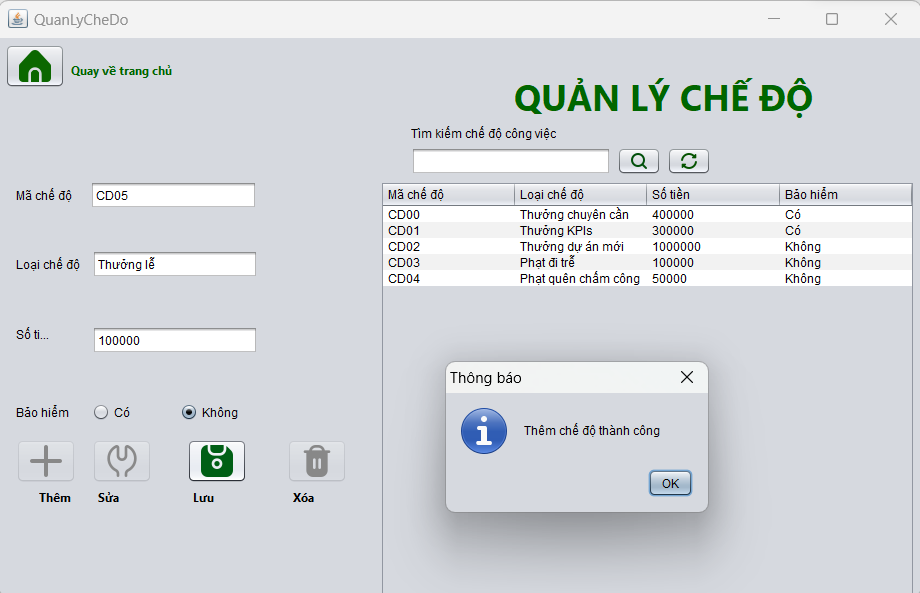 QuanLyCheDo
Quay về trang chủ
QUẢN LÝ CHẾ ĐỘ
Tìm kiếm chế độ công việc
Mã chế độ CD05
Loại chế độ Thưởng lễ
Số ti... 100000
Bảo hiểm Có Không
Thêm Sửa Lưu Xóa
Mã chế độ Loại chế độ Số tiền Bảo hiểm
CD00 Thưởng chuyên cần 400000 Có
CD01 Thưởng KPIs 300000 Có
CD02 Thưởng dự án mới 1000000 Không
CD03 Phạt đi trễ 100000 Không
CD04 Phạt quên chấm công 50000 Không
Thông báo
Thêm chế độ thành công
OK